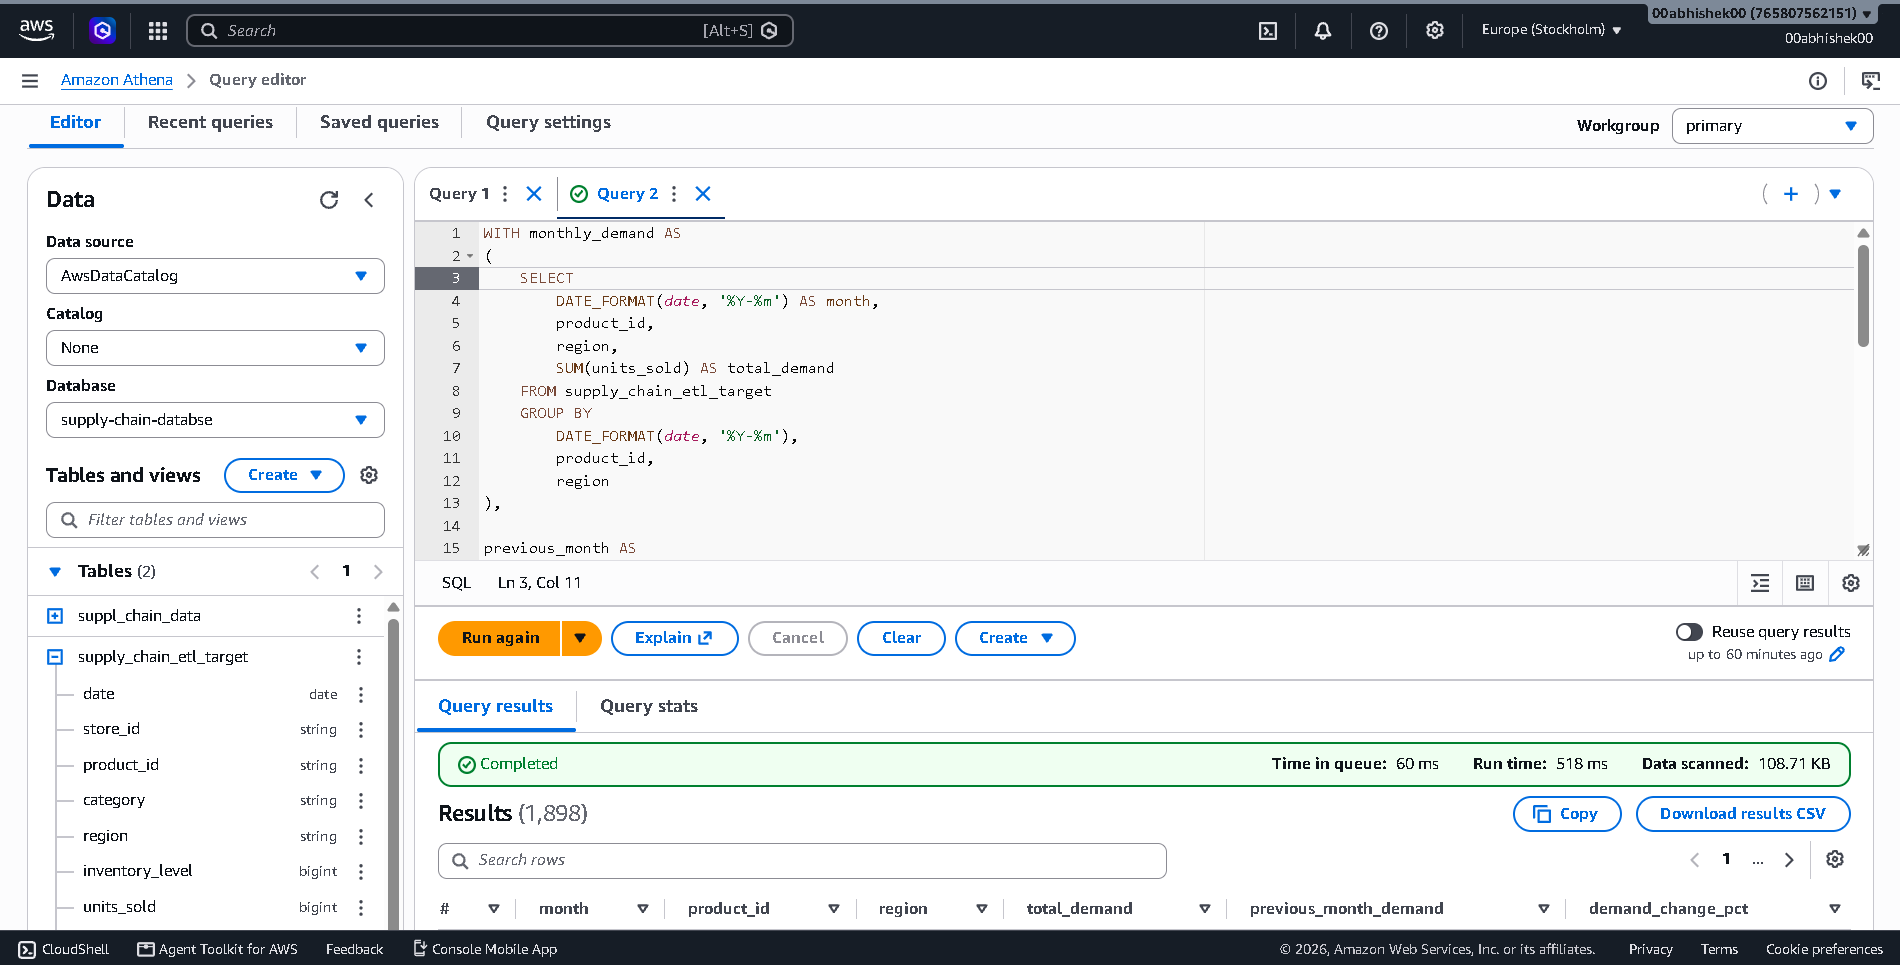 aws
Search [Alt+S]
Europe (Stockholm)
00abhishek00 (765807562151)
00abhishek00
Amazon Athena > Query editor
Editor Recent queries Saved queries Query settings
Workgroup primary
Data
Data source
AwsDataCatalog
Catalog
None
Database
supply-chain-databse
Tables and views Create
Filter tables and views
Tables (2) < 1 >
suppl_chain_data
supply_chain_etl_target
date date
store_id string
product_id string
category string
region string
inventory_level bigint
units_sold bigint
Query 1 Query 2
1 WITH monthly_demand AS
2 (
3 SELECT
4 DATE_FORMAT(date, '%Y-%m') AS month,
5 product_id,
6 region,
7 SUM(units_sold) AS total_demand
8 FROM supply_chain_etl_target
9 GROUP BY
10 DATE_FORMAT(date, '%Y-%m'),
11 product_id,
12 region
13 ),
14
15 previous_month AS
SQL Ln 3, Col 11
Run again Explain Cancel Clear Create
Reuse query results
up to 60 minutes ago
Query results Query stats
Completed Time in queue: 60 ms Run time: 518 ms Data scanned: 108.71 KB
Results (1,898) Copy Download results CSV
Search rows < 1 ... >
# month product_id region total_demand previous_month_demand demand_change_pct
CloudShell Agent Toolkit for AWS Feedback Console Mobile App © 2026, Amazon Web Services, Inc. or its affiliates. Privacy Terms Cookie preferences